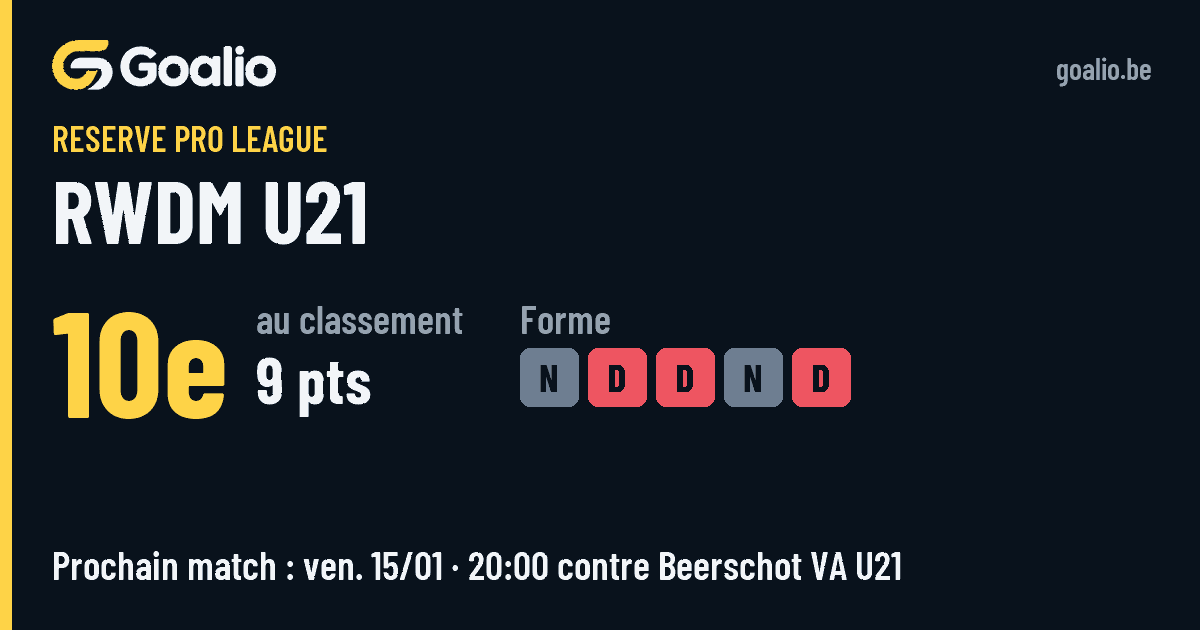 Goalio
goalio.be
RESERVE PRO LEAGUE
RWDM U21
10e
au classement
9 pts
Forme
N D D N D
Prochain match : ven. 15/01 · 20:00 contre Beerschot VA U21